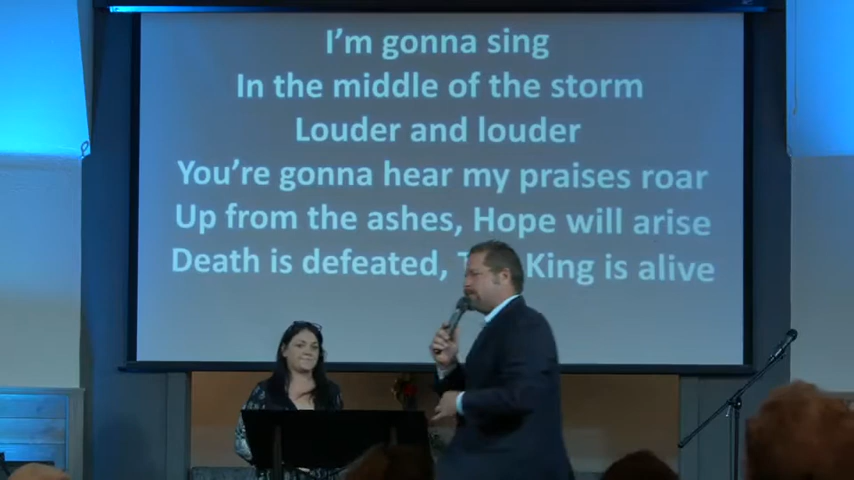 I'm gonna sing
In the middle of the storm
Louder and louder
You're gonna hear my praises roar
Up from the ashes, Hope will arise
Death is defeated, King is alive